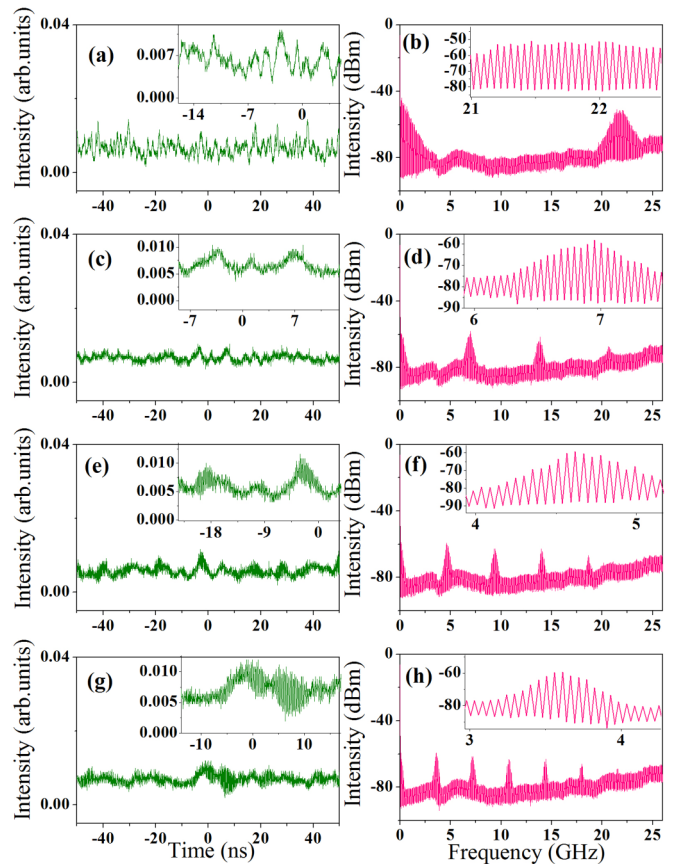 0.04
0.00
Intensity (arb.units)
(a)
0.007
0.000
-14 -7 0
-40 -20 0 20 40
0
-40
-80
Intensity (dBm)
(b)
-50
-60
-70
-80
21 22
0 5 10 15 20 25
0.04
0.00
Intensity (arb.units)
(c)
0.010
0.005
0.000
-7 0 7
-40 -20 0 20 40
0
-40
-80
Intensity (dBm)
(d)
-60
-70
-80
-90
6 7
0 5 10 15 20 25
0.04
0.00
Intensity (arb.units)
(e)
0.010
0.005
0.000
-18 -9 0
-40 -20 0 20 40
0
-40
-80
Intensity (dBm)
(f)
-60
-70
-80
-90
4 5
0 5 10 15 20 25
0.04
0.00
Intensity (arb.units)
(g)
0.010
0.005
0.000
-10 0 10
-40 -20 0 20 40
Time (ns)
0
-40
-80
Intensity (dBm)
(h)
-60
-80
3 4
0 5 10 15 20 25
Frequency (GHz)